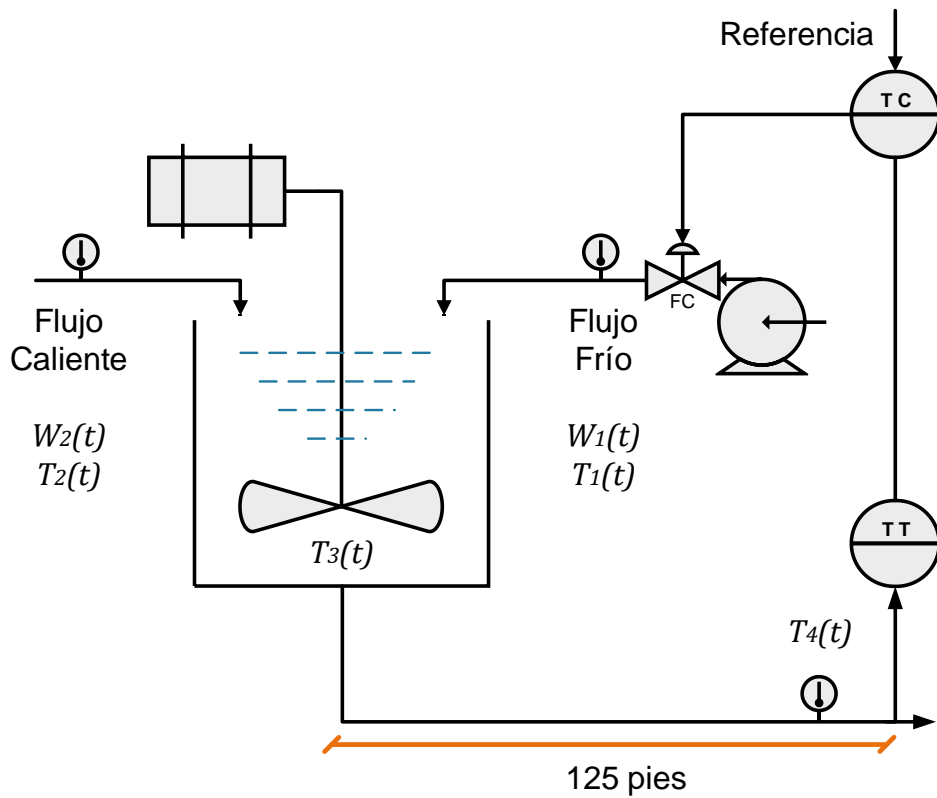 Referencia
T C
FC
Flujo
Caliente
Flujo
Frío
W2(t)
T2(t)
W1(t)
T1(t)
T T
T3(t)
T4(t)
125 pies